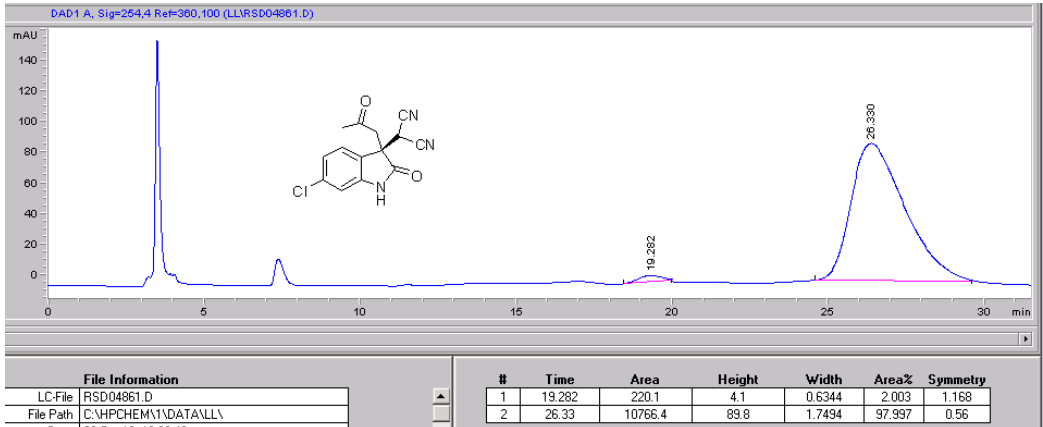 DAD1 A, Sig=254,4 Ref=360,100 (LL\RSD04861.D)
mAU
140
120
100
80
60
40
20
0
O
CN
CN
O
N
H
Cl
19.282
26.330
0 5 10 15 20 25 30 min
File Information
LC-File RSD04861.D
File Path C:\HPCHEM\1\DATA\LL\
# Time Area Height Width Area% Symmetry
1 19.282 220.1 4.1 0.6344 2.003 1.168
2 26.33 10766.4 89.8 1.7494 97.997 0.56